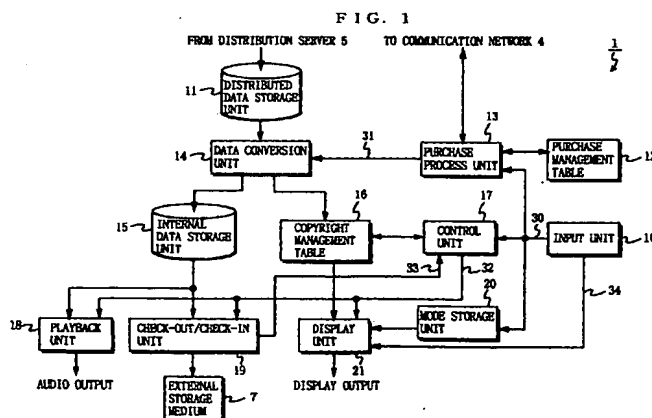 FIG. 1
FROM DISTRIBUTION SERVER 5
TO COMMUNICATION NETWORK 4
1
11
DISTRIBUTED
DATA STORAGE
UNIT
13
14
DATA CONVERSION
UNIT
31
PURCHASE
PROCESS UNIT
PURCHASE
MANAGEMENT
TABLE
15
INTERNAL
DATA STORAGE
UNIT
16
COPYRIGHT
MANAGEMENT
TABLE
17
CONTROL
UNIT
30
INPUT UNIT
33
32
20
34
18
PLAYBACK
UNIT
CHECK-OUT/CHECK-IN
UNIT
DISPLAY
UNIT
MODE STORAGE
UNIT
19
21
AUDIO OUTPUT
DISPLAY OUTPUT
EXTERNAL
STORAGE
MEDIUM
7